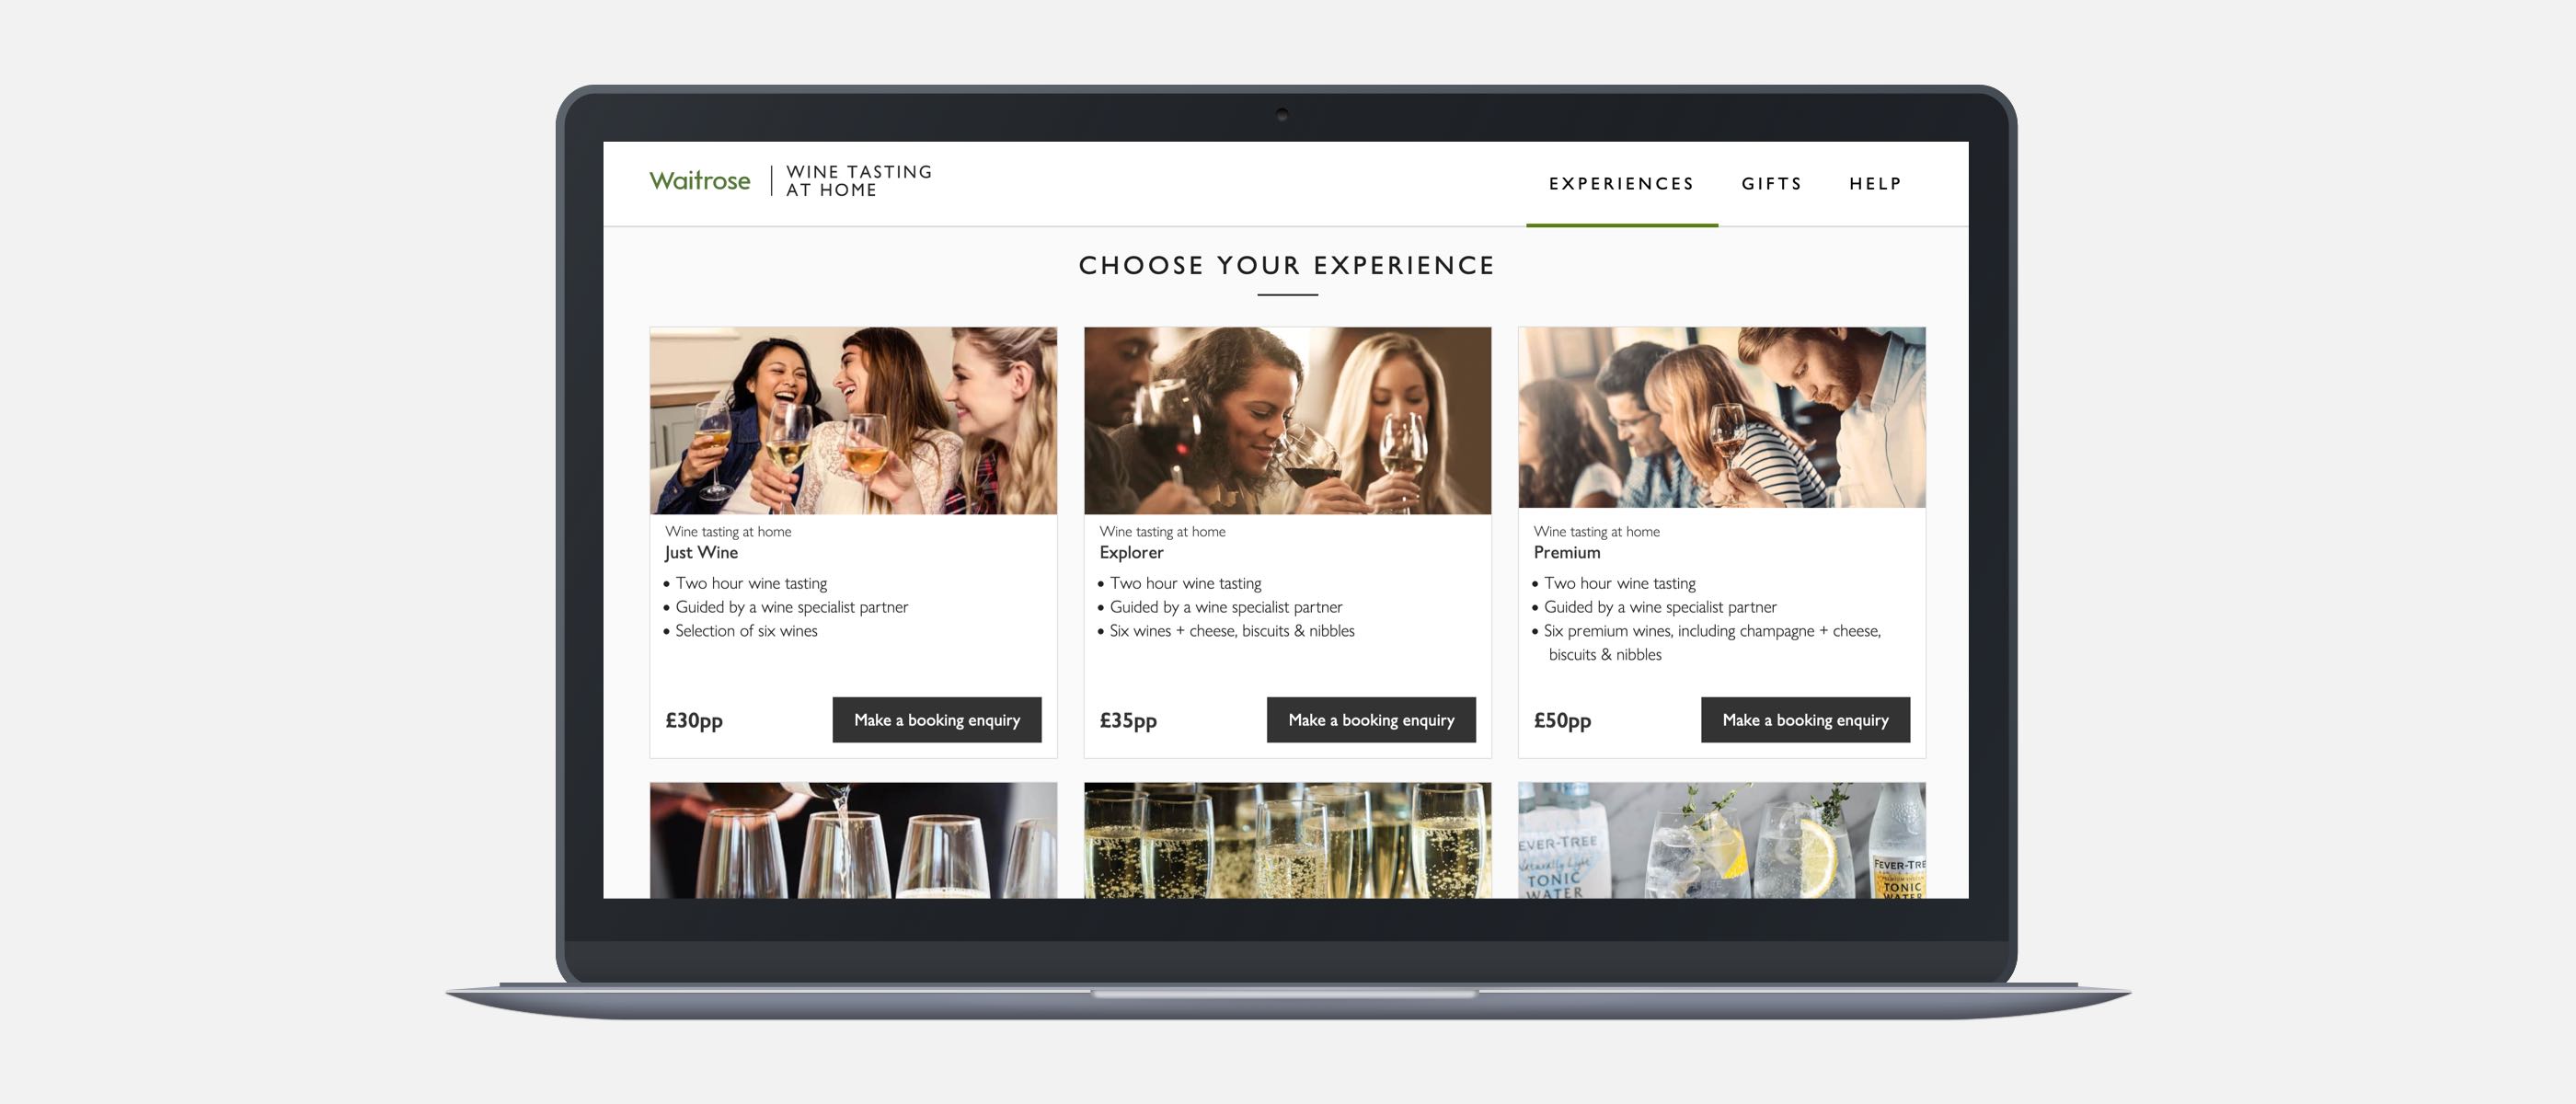 Waitrose
WINE TASTING
AT HOME
EXPERIENCES GIFTS HELP
CHOOSE YOUR EXPERIENCE
Wine tasting at home
Just Wine
• Two hour wine tasting
• Guided by a wine specialist partner
• Selection of six wines
£30pp
Make a booking enquiry
Wine tasting at home
Explorer
• Two hour wine tasting
• Guided by a wine specialist partner
• Six wines + cheese, biscuits & nibbles
£35pp
Make a booking enquiry
Wine tasting at home
Premium
• Two hour wine tasting
• Guided by a wine specialist partner
• Six premium wines, including champagne + cheese,
biscuits & nibbles
£50pp
Make a booking enquiry
EVER-TREE
TONIC
WATER
FEVER-TRE
TONIC
WATER